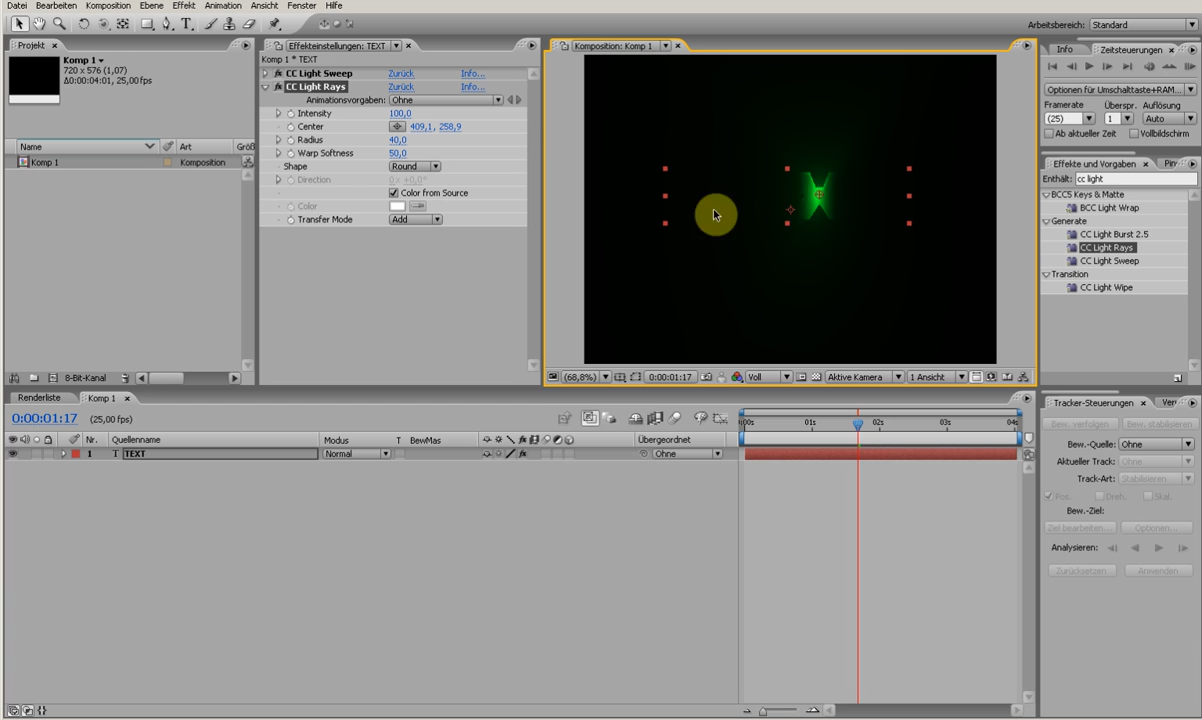 Datei Bearbeiten Komposition Ebene Effekt Animation Ansicht Fenster Hilfe
Arbeitsbereich: Standard
Projekt
Komp 1
720 x 576 (1,07)
Δ0:00:04:01, 25,00fps
Name Art Größ
Komp 1 Komposition
8-Bit-Kanal
Effekteinstellungen: TEXT
Komp 1 * TEXT
CC Light Sweep Zurück Info...
CC Light Rays Zurück Info...
Animationsvorgaben: Ohne
Intensity 100,0
Center 409,1, 258,9
Radius 40,0
Warp Softness 50,0
Shape Round
Direction 0 x +0,0°
Color from Source
Color
Transfer Mode Add
Komposition: Komp 1
(68,8%) 0:00:01:17 Voll Aktive Kamera 1 Ansicht
Info Zeitsteuerungen
Optionen für Umschalttaste+RAM...
Framerate Überspr. Auflösung
(25) 1 Auto
Ab aktueller Zeit Vollbildschirm
Effekte und Vorgaben Pin
Enthält: cc light
BCC5 Keys & Matte
BCC Light Wrap
Generate
CC Light Burst 2.5
CC Light Rays
CC Light Sweep
Transition
CC Light Wipe
Renderliste Komp 1
0:00:01:17 (25,00 fps)
Nr. Quellenname Modus T BewMas Übergeordnet
1 T TEXT Normal Ohne
00s 01s 02s 03s 04s
Tracker-Steuerungen Ver
Bew. verfolgen Bew. stabilisieren
Bew.-Quelle: Ohne
Aktueller Track: Ohne
Track-Art: Stabilisieren
Pos. Dreh. Skal.
Bew.-Ziel:
Ziel bearbeiten... Optionen...
Analysieren:
Zurücksetzen Anwenden